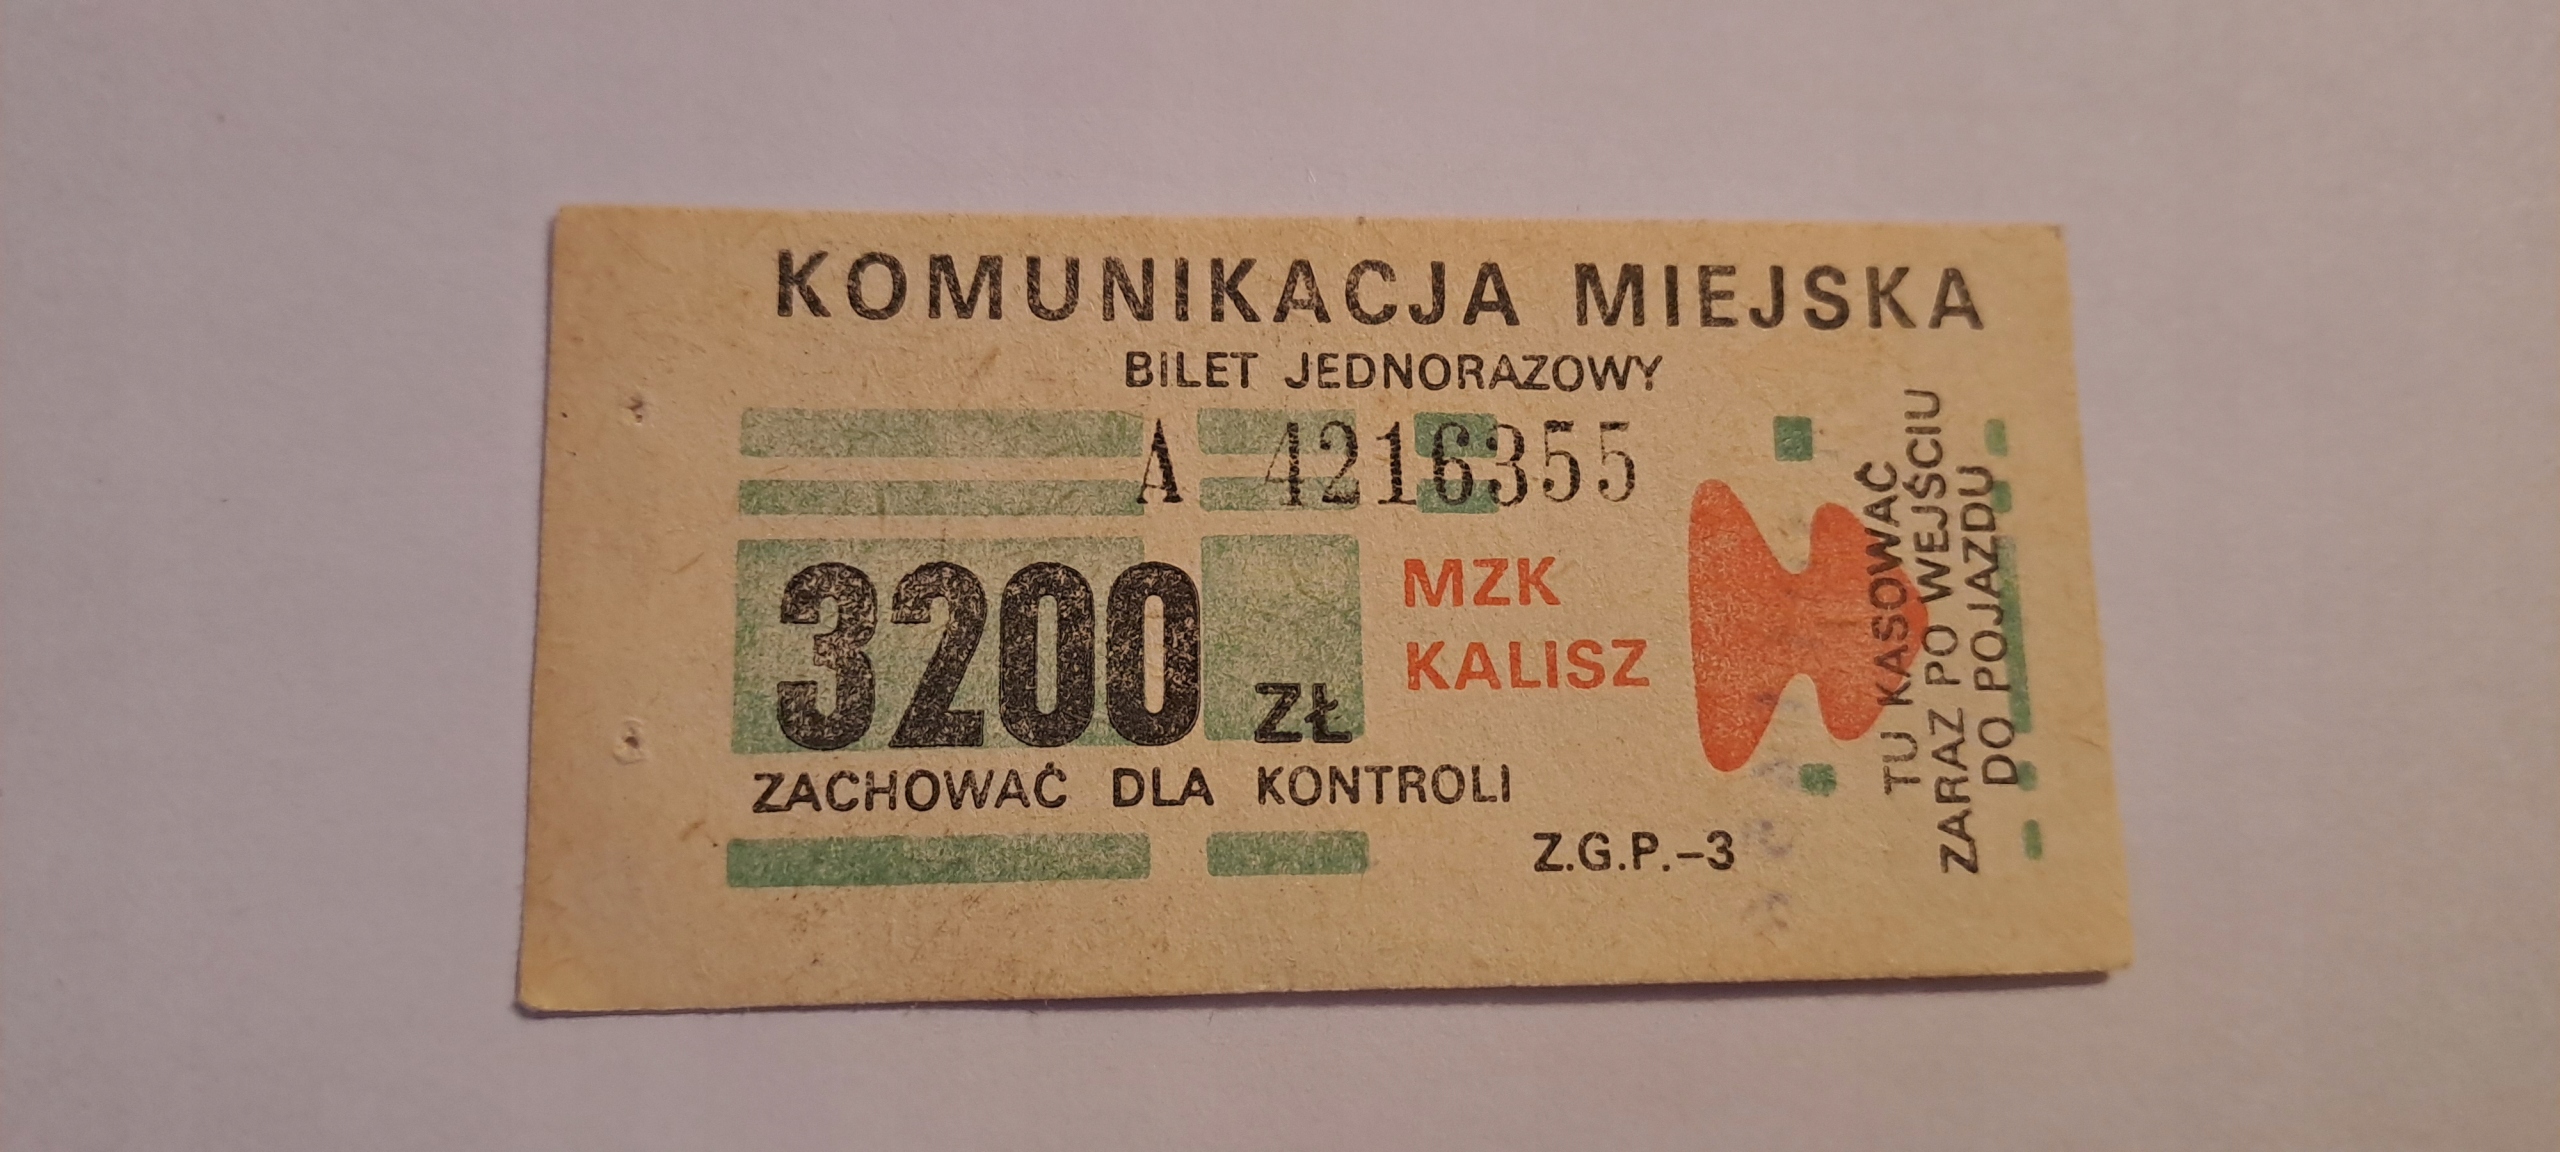 KOMUNIKACJA MIEJSKA
BILET JEDNORAZOWY
A 4216355
3200 ZŁ
MZK
KALISZ
ZACHOWAĆ DLA KONTROLI
Z.G.P.–3
TU KASOWAĆ
ZARAZ PO WEJŚCIU
DO POJAZDU